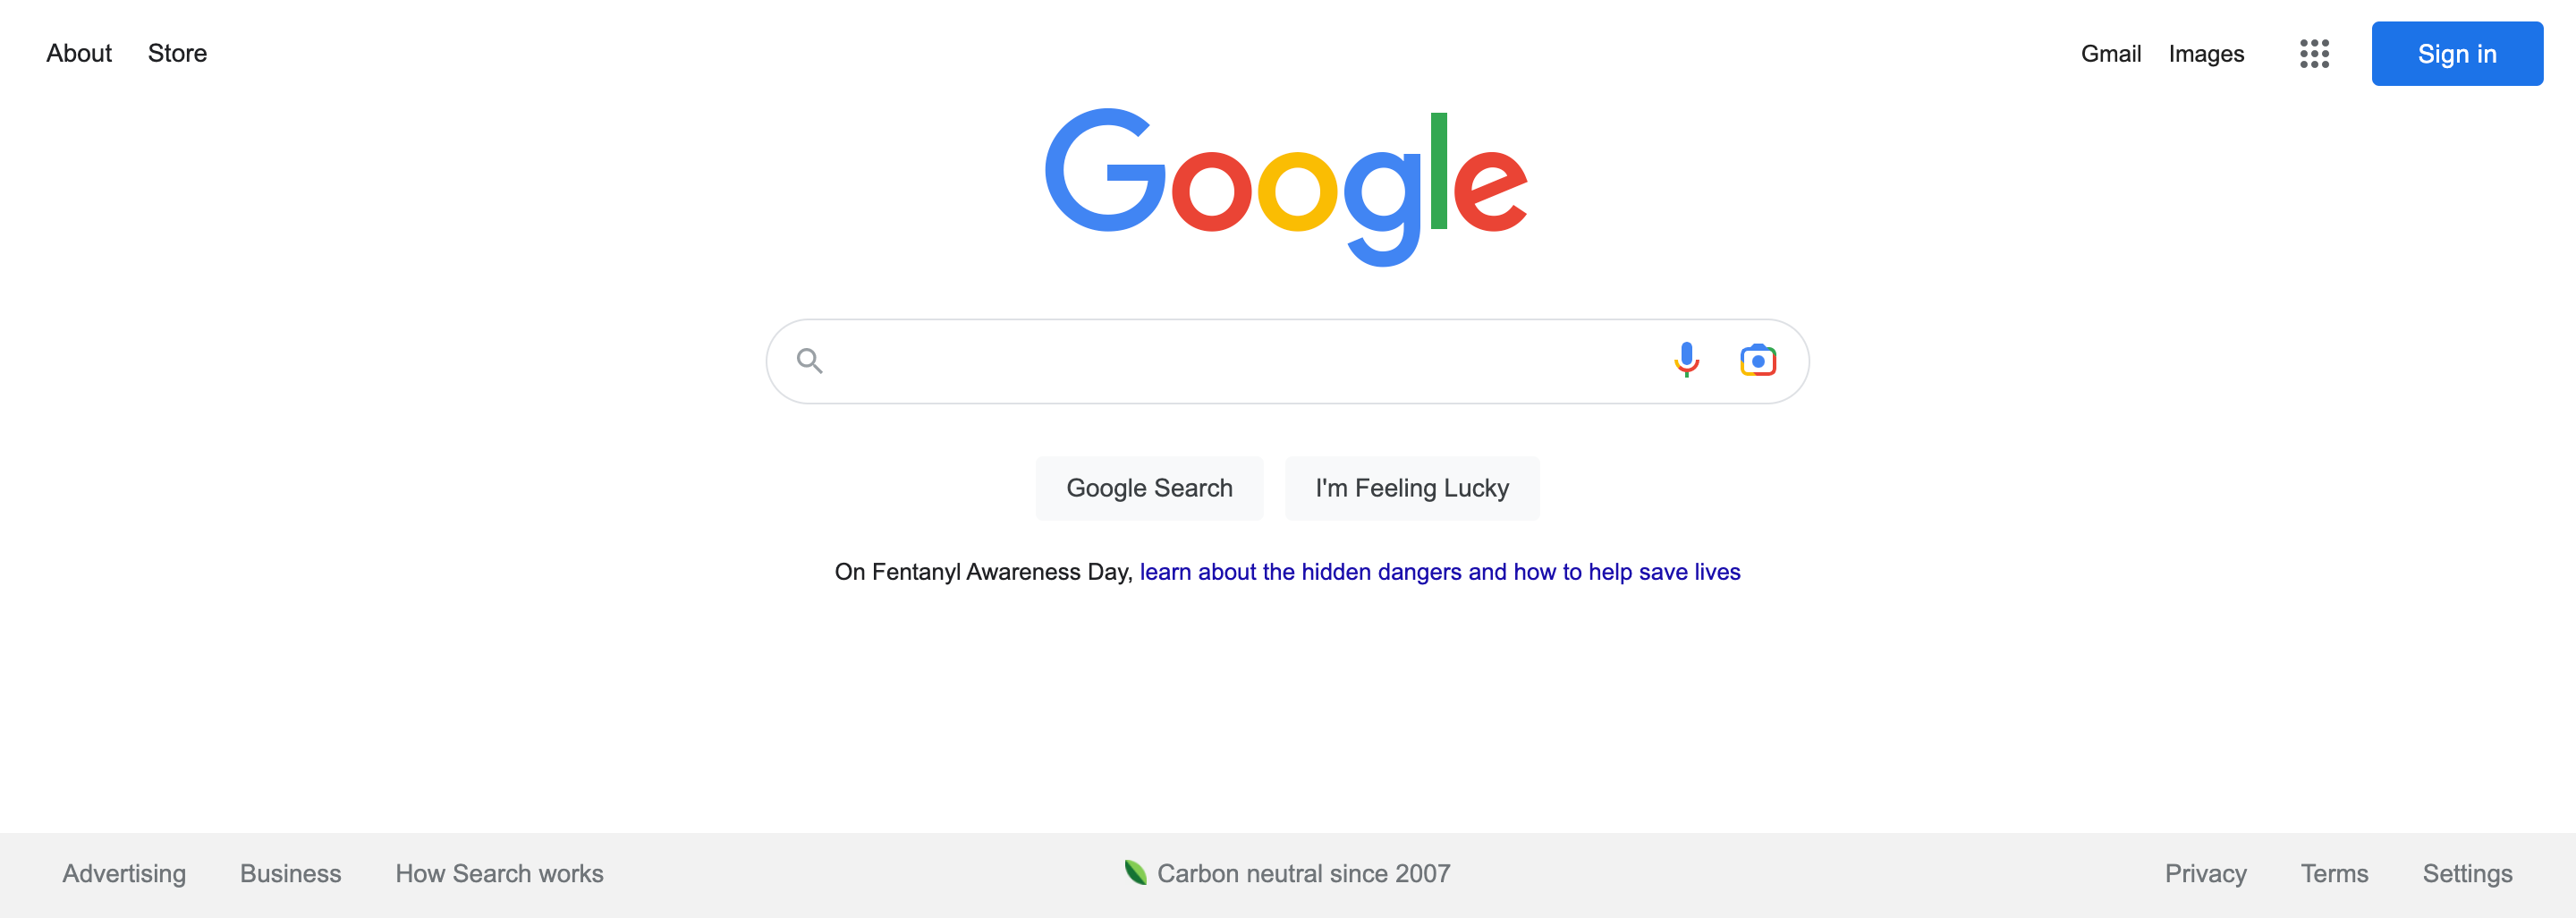 About Store Gmail Images Sign in
Google
Google Search I'm Feeling Lucky
On Fentanyl Awareness Day, learn about the hidden dangers and how to help save lives
Advertising Business How Search works Carbon neutral since 2007 Privacy Terms Settings